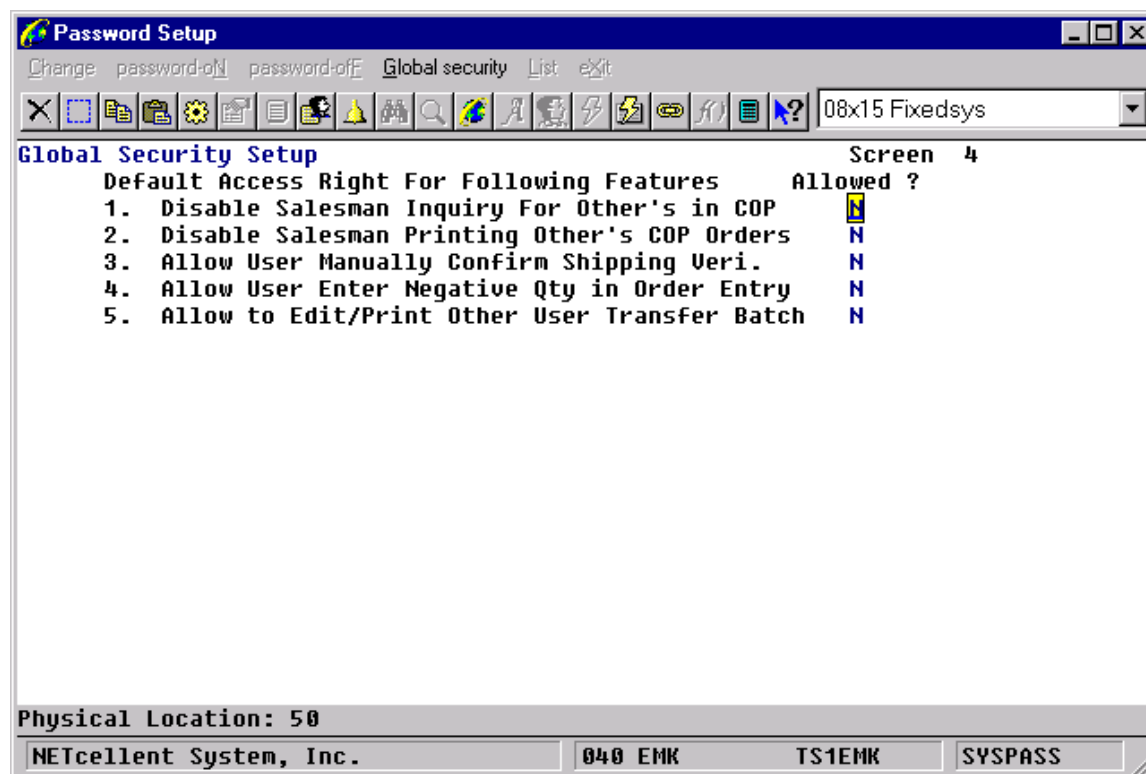 Password Setup
Change password-oN password-ofF Global security List eXit
08x15 Fixedsys
Global Security Setup Screen 4
Default Access Right For Following Features Allowed ?
1. Disable Salesman Inquiry For Other's in COP N
2. Disable Salesman Printing Other's COP Orders N
3. Allow User Manually Confirm Shipping Veri. N
4. Allow User Enter Negative Qty in Order Entry N
5. Allow to Edit/Print Other User Transfer Batch N
Physical Location: 50
NETcellent System, Inc. 040 EMK TS1EMK SYSPASS